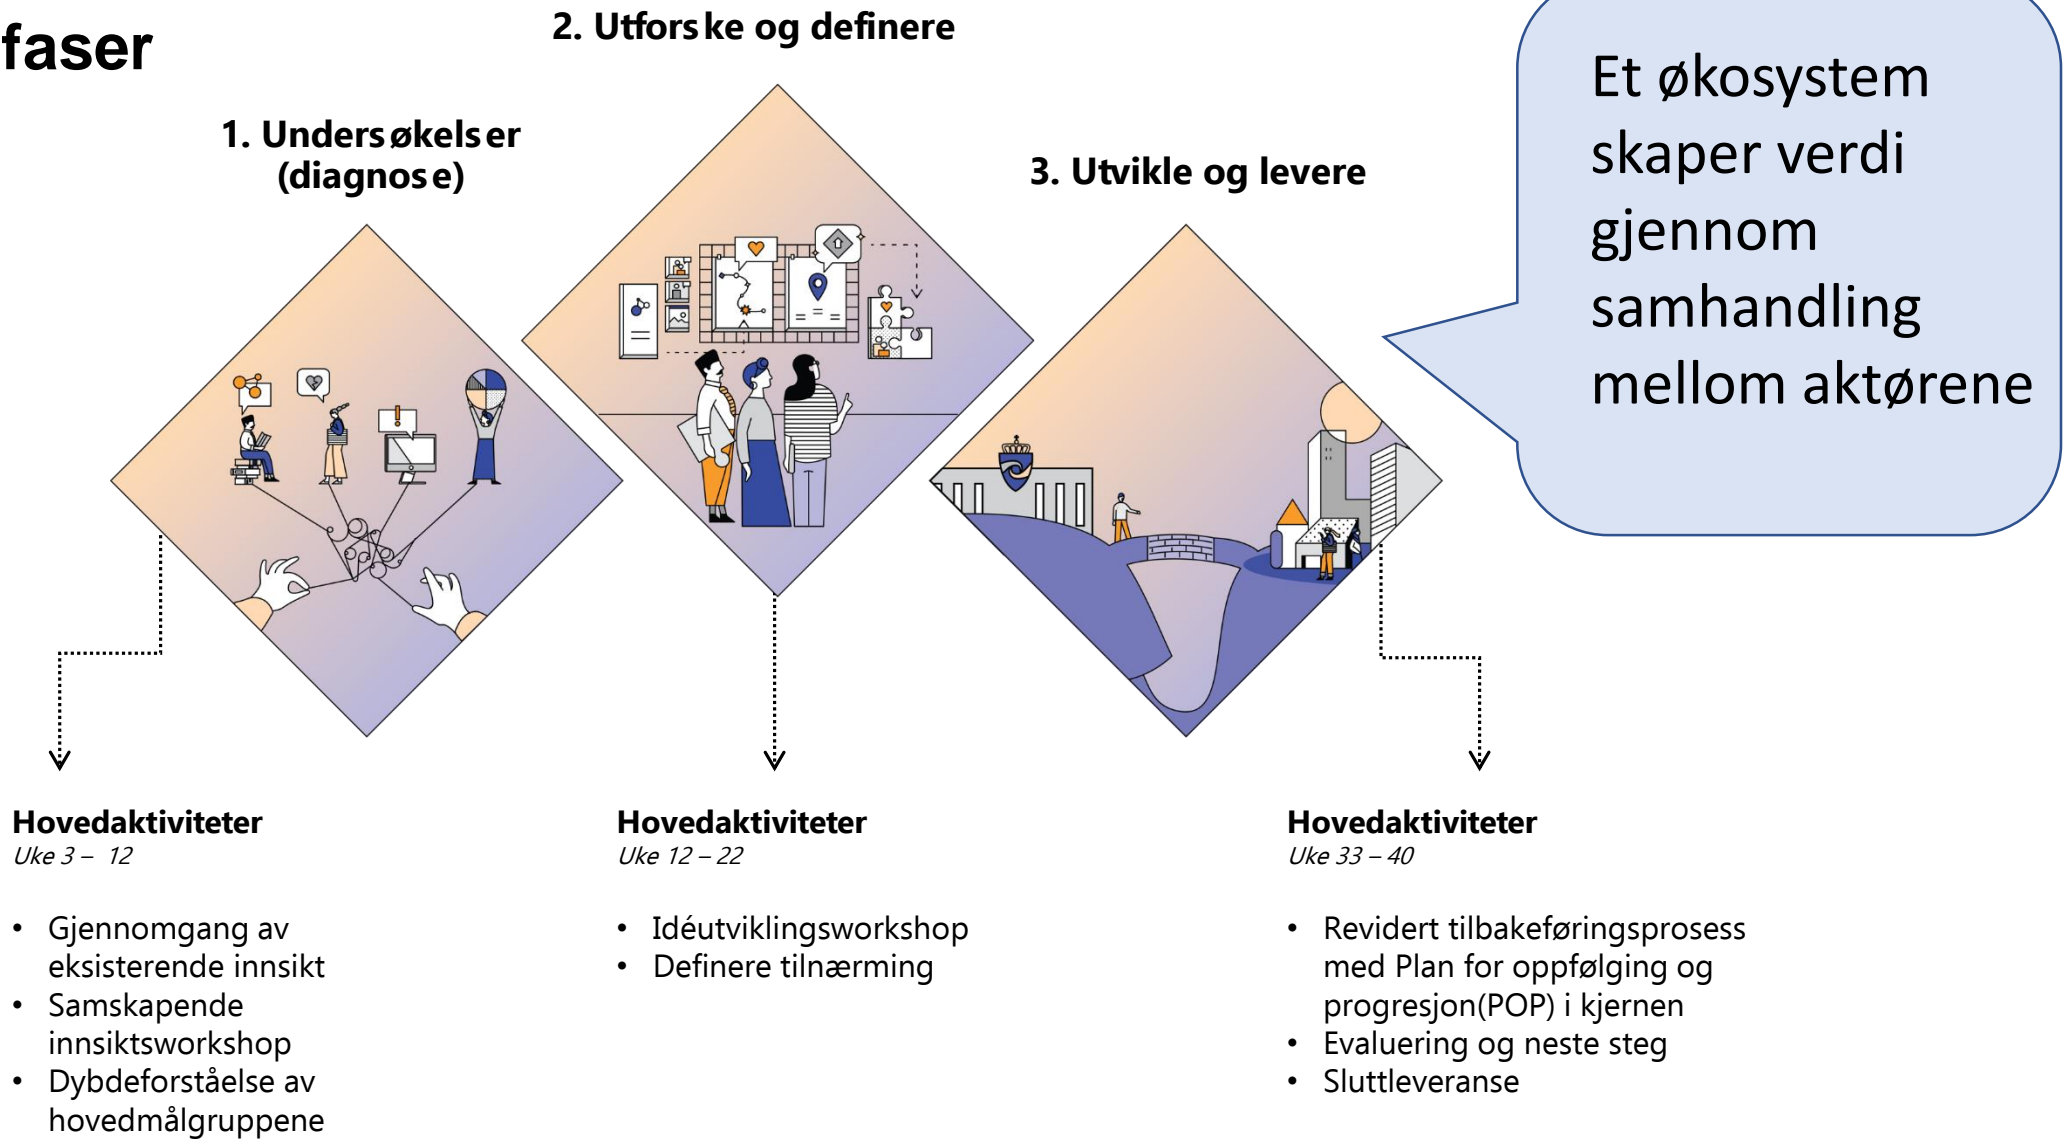 faser
2. Utforske og definere
1. Undersøkelser
(diagnose)
3. Utvikle og levere
Et økosystem
skaper verdi
gjennom
samhandling
mellom aktørene
Hovedaktiviteter
Uke 3 – 12
• Gjennomgang av
eksisterende innsikt
• Samskapende
innsiktsworkshop
• Dybdeforståelse av
hovedmålgruppene
Hovedaktiviteter
Uke 12 – 22
• Idéutviklingsworkshop
• Definere tilnærming
Hovedaktiviteter
Uke 33 – 40
• Revidert tilbakeføringsprosess
med Plan for oppfølging og
progresjon(POP) i kjernen
• Evaluering og neste steg
• Sluttleveranse